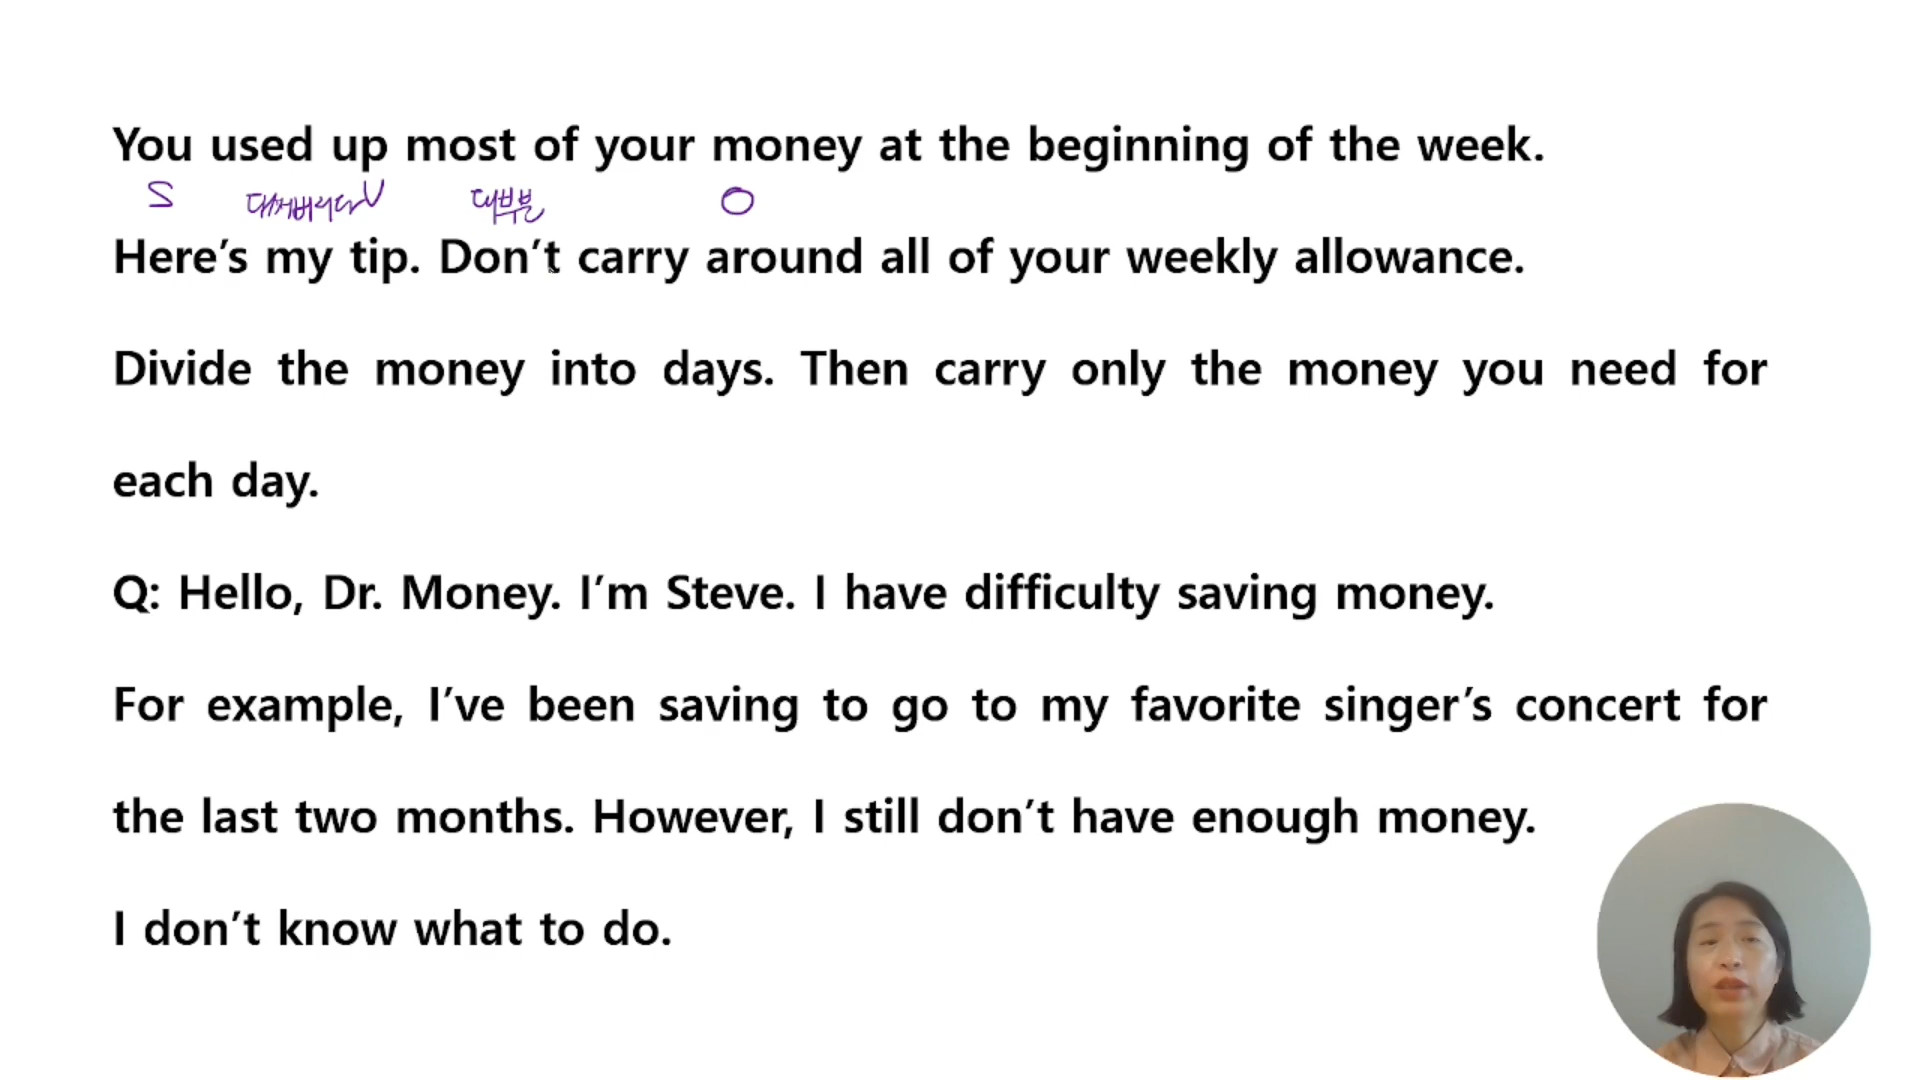 You used up most of your money at the beginning of the week.
S 다써버리다 V 대부분 O
Here's my tip. Don't carry around all of your weekly allowance.
Divide the money into days. Then carry only the money you need for
each day.
Q: Hello, Dr. Money. I'm Steve. I have difficulty saving money.
For example, I've been saving to go to my favorite singer's concert for
the last two months. However, I still don't have enough money.
I don't know what to do.